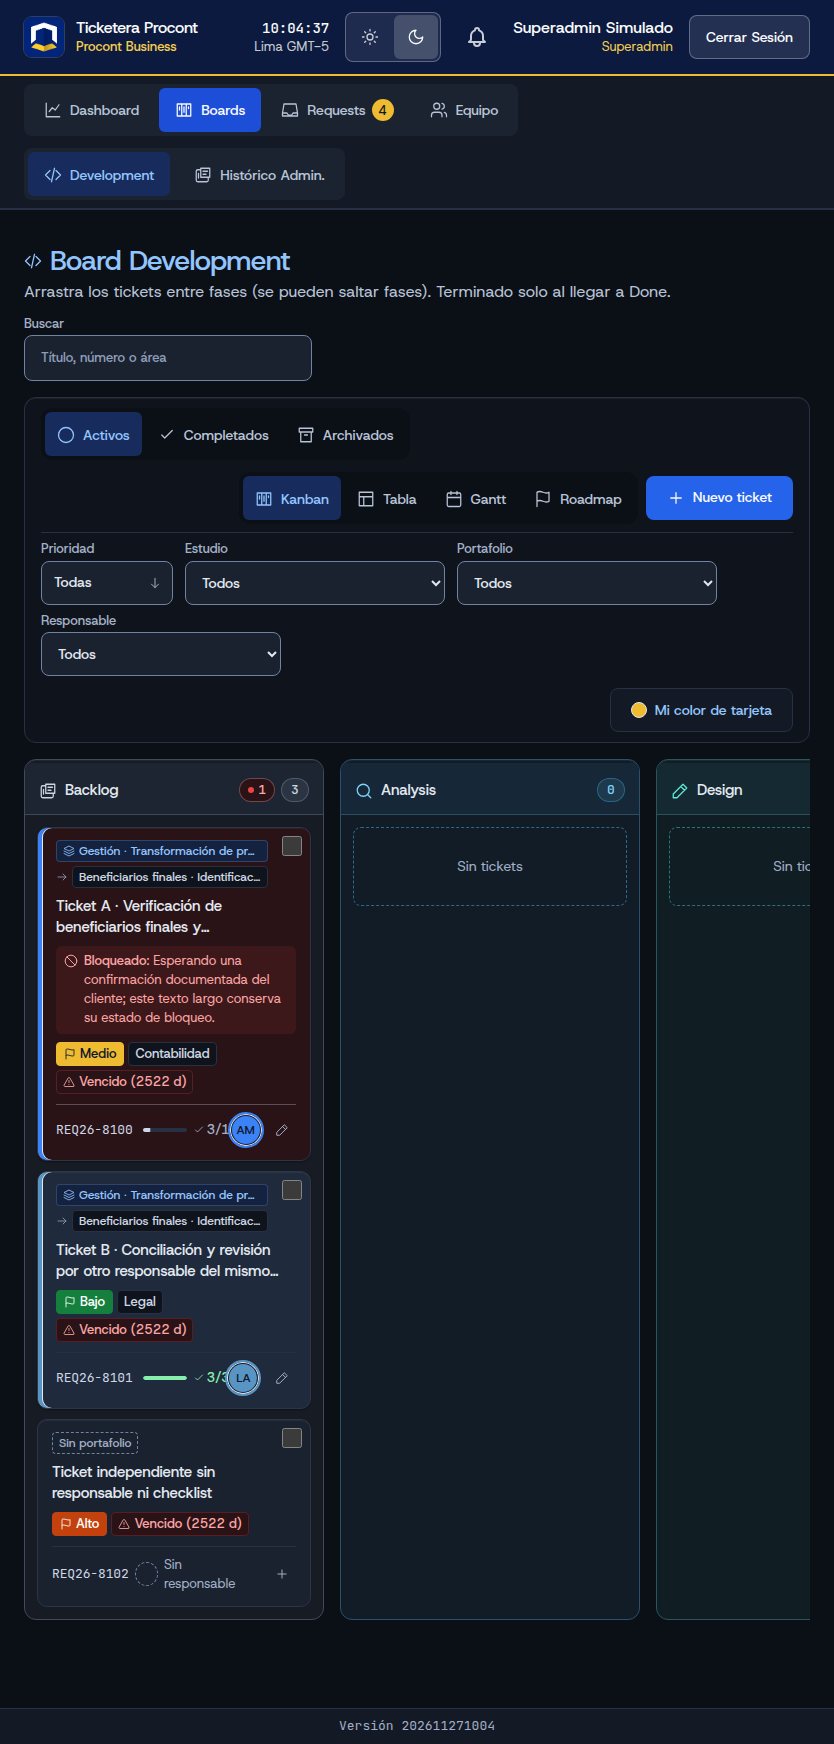 Ticketera Procont
Procont Business
10:04:37
Lima GMT-5
Superadmin Simulado
Superadmin
Cerrar Sesión
Dashboard
Boards
Requests 4
Equipo
Development
Histórico Admin.
Board Development
Arrastra los tickets entre fases (se pueden saltar fases). Terminado solo al llegar a Done.
Buscar
Título, número o área
Activos
Completados
Archivados
Kanban
Tabla
Gantt
Roadmap
Nuevo ticket
Prioridad
Todas
Estudio
Todos
Portafolio
Todos
Responsable
Todos
Mi color de tarjeta
Backlog
1
3
Gestión · Transformación de pr...
Beneficiarios finales · Identificac...
Ticket A · Verificación de
beneficiarios finales y...
Bloqueado: Esperando una
confirmación documentada del
cliente; este texto largo conserva
su estado de bloqueo.
Medio
Contabilidad
Vencido (2522 d)
REQ26-8100
3/1
AM
Gestión · Transformación de pr...
Beneficiarios finales · Identificac...
Ticket B · Conciliación y revisión
por otro responsable del mismo...
Bajo
Legal
Vencido (2522 d)
REQ26-8101
3/3
LA
Sin portafolio
Ticket independiente sin
responsable ni checklist
Alto
Vencido (2522 d)
REQ26-8102
Sin
responsable
Analysis
0
Sin tickets
Design
Sin tic
Versión 202611271004